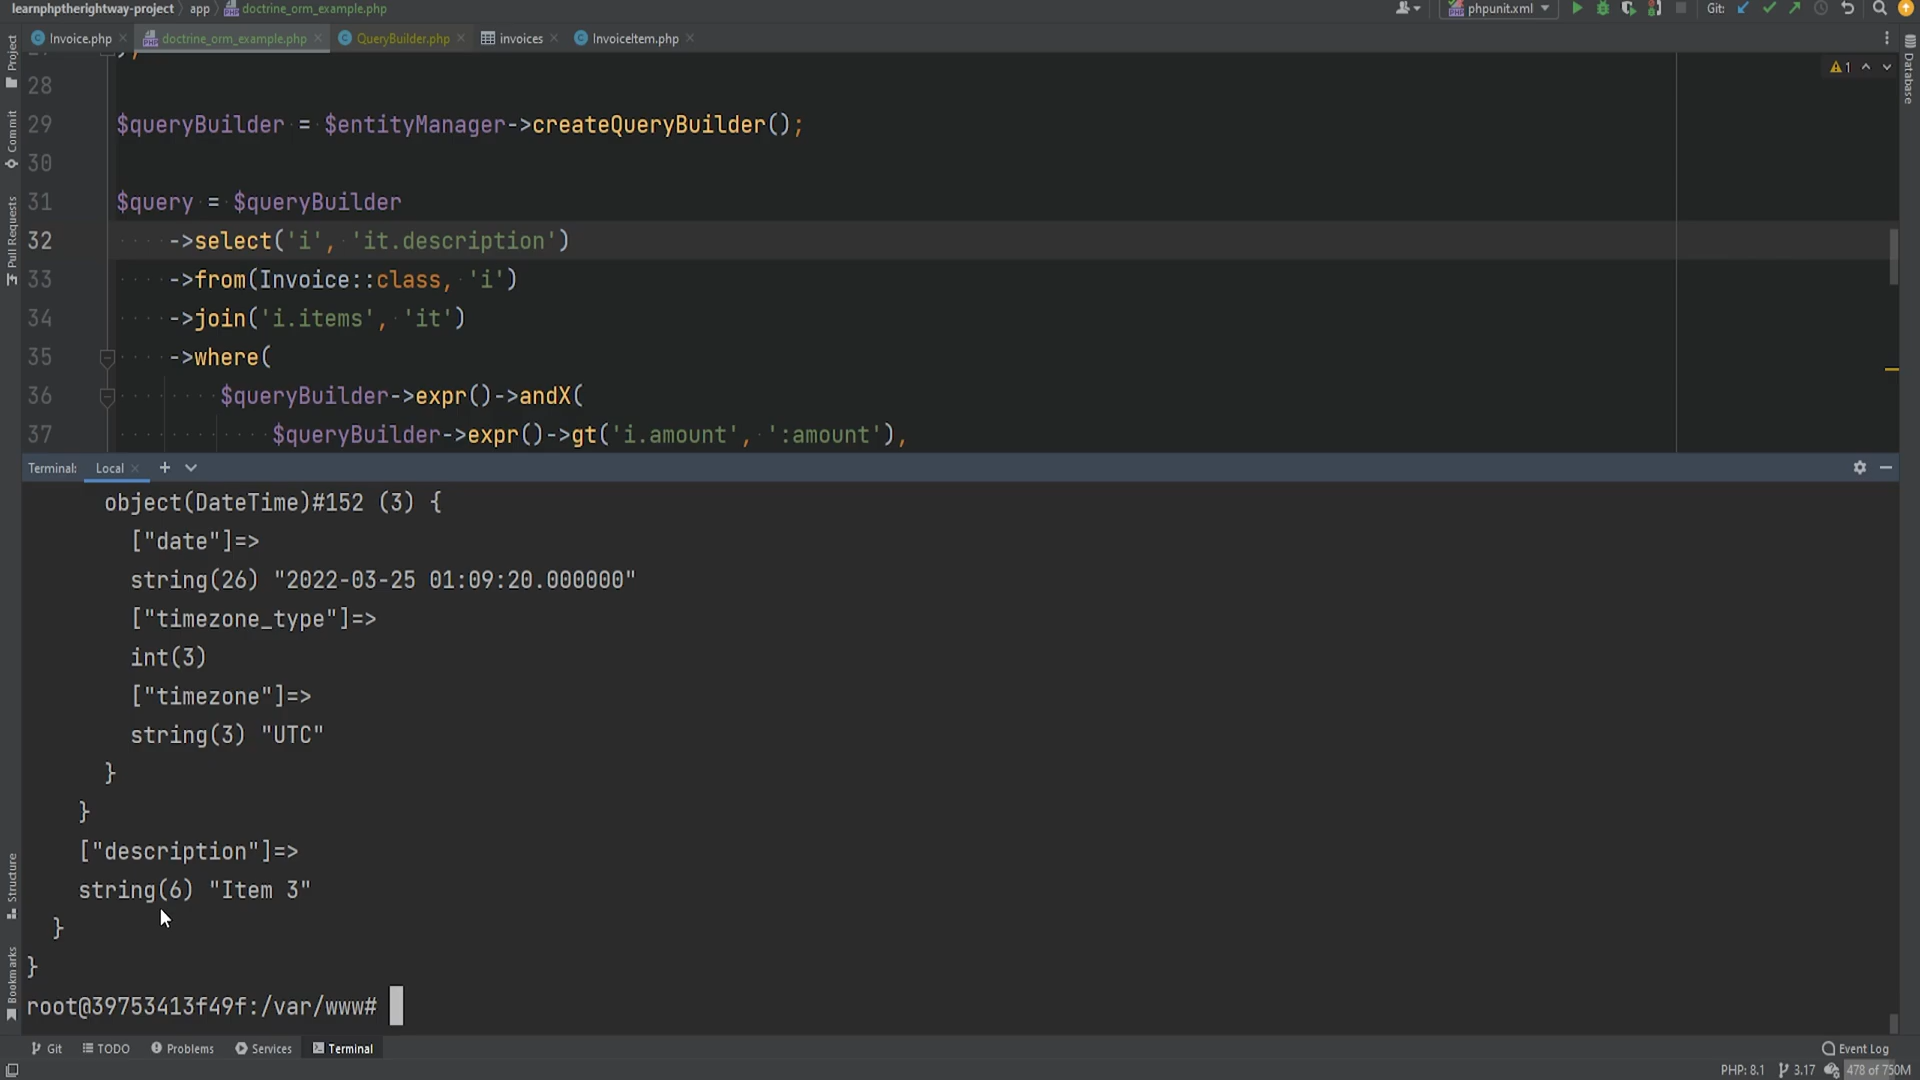 learnphptherightway-project app doctrine_orm_example.php phpunit.xml Git:
Invoice.php doctrine_orm_example.php QueryBuilder.php invoices InvoiceItem.php
Project
Commit
Pull Requests
Structure
Bookmarks
Database
1
28
29 $queryBuilder = $entityManager->createQueryBuilder();
30
31 $query = $queryBuilder
32 ->select('i', 'it.description')
33 ->from(Invoice::class, 'i')
34 ->join('i.items', 'it')
35 ->where(
36 $queryBuilder->expr()->andX(
37 $queryBuilder->expr()->gt('i.amount', ':amount'),
Terminal: Local
object(DateTime)#152 (3) {
["date"]=>
string(26) "2022-03-25 01:09:20.000000"
["timezone_type"]=>
int(3)
["timezone"]=>
string(3) "UTC"
}
}
["description"]=>
string(6) "Item 3"
}
}
root@39753413f49f:/var/www#
Git TODO Problems Services Terminal Event Log
PHP: 8.1 3.17 478 of 750M